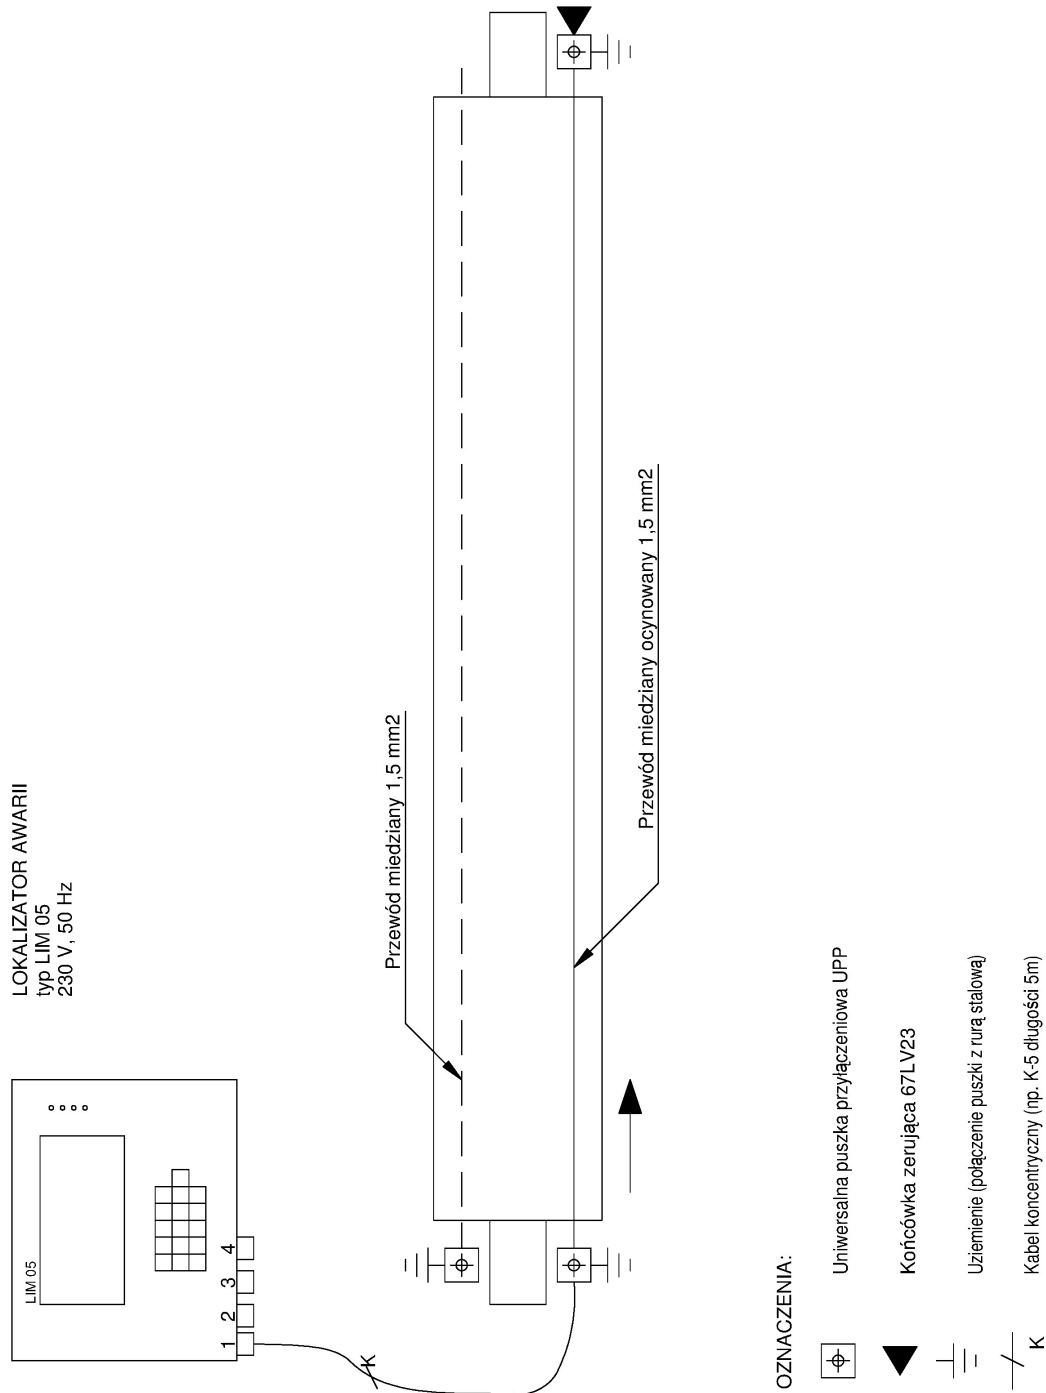 LOKALIZATOR AWARII
typ LIM 05
230 V, 50 Hz
LIM 05
1 2 3 4
K
Przewód miedziany 1,5 mm2
Przewód miedziany ocynowany 1,5 mm2
OZNACZENIA:
Uniwersalna puszka przyłączeniowa UPP
Końcówka zerująca 67LV23
Uziemienie (połączenie puszki z rurą stalową)
K
Kabel koncentryczny (np. K-5 długości 5m)